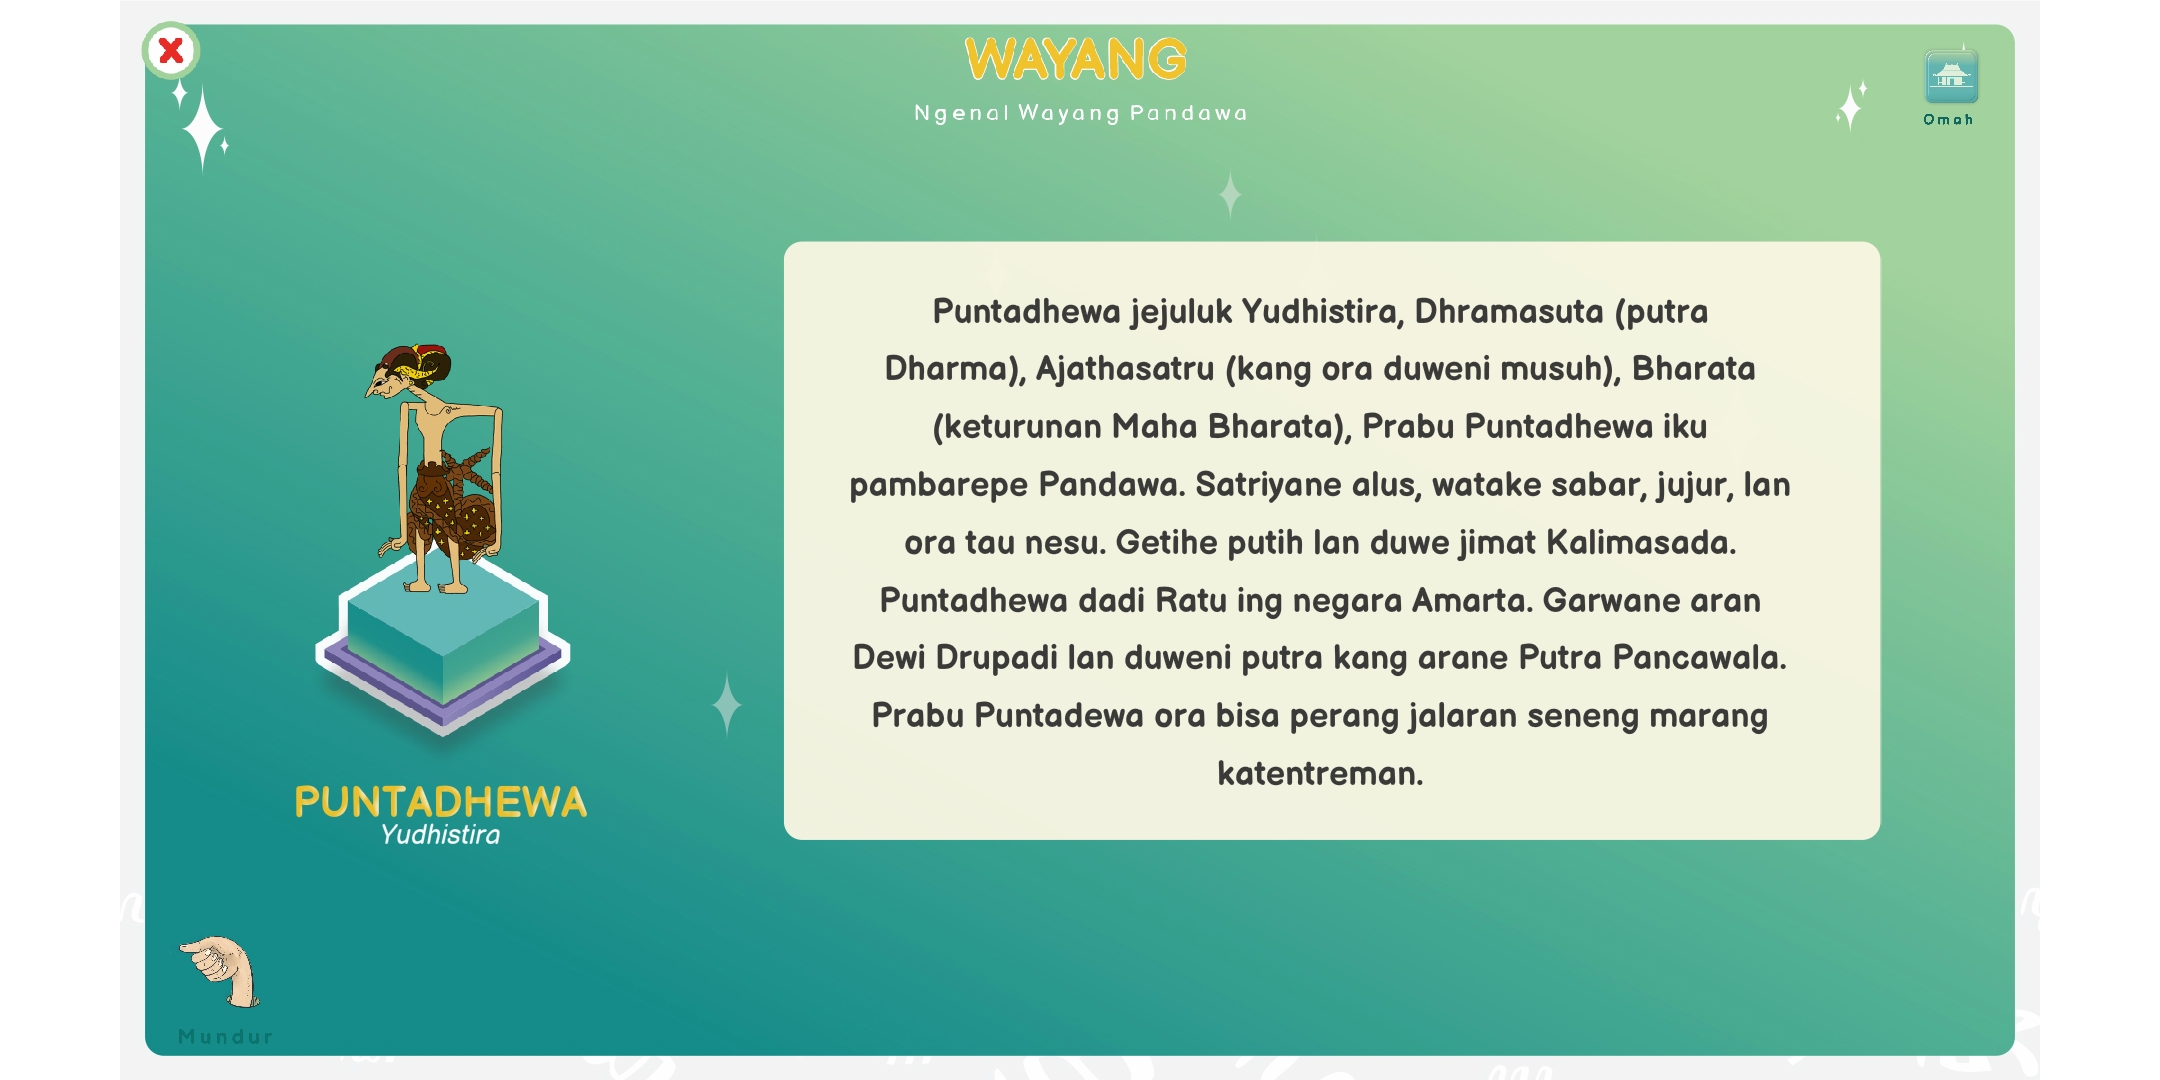 WAYANG
Ngenal Wayang Pandawa
Omah
Puntadhewa jejuluk Yudhistira, Dhramasuta (putra
Dharma), Ajathasatru (kang ora duweni musuh), Bharata
(keturunan Maha Bharata), Prabu Puntadhewa iku
pambarepe Pandawa. Satriyane alus, watake sabar, jujur, lan
ora tau nesu. Getihe putih lan duwe jimat Kalimasada.
Puntadhewa dadi Ratu ing negara Amarta. Garwane aran
Dewi Drupadi lan duweni putra kang arane Putra Pancawala.
Prabu Puntadewa ora bisa perang jalaran seneng marang
katentreman.
PUNTADHEWA
Yudhistira
Mundur